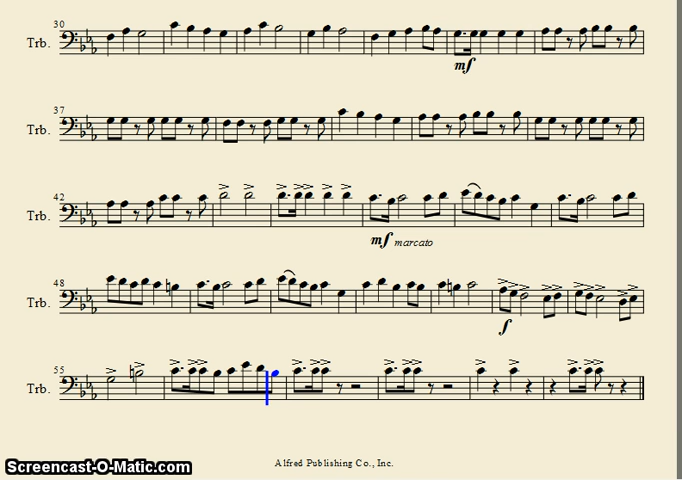 30
Trb.
mf
37
Trb.
42
Trb.
mf marcato
48
Trb.
f
55
Trb.
Alfred Publishing Co., Inc.
Screencast-O-Matic.com